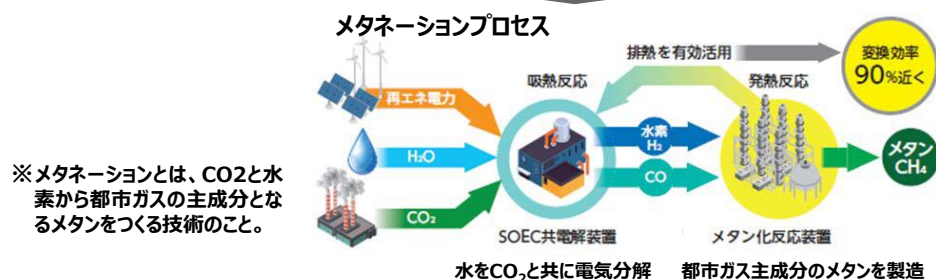 メタネーションプロセス
排熱を有効活用
変換効率
90%近く
吸熱反応
発熱反応
再エネ電力
水素
H₂
H₂O
CO
メタン
CH₄
CO₂
※メタネーションとは、CO2と水
素から都市ガスの主成分とな
るメタンをつくる技術のこと。
SOEC共電解装置
メタン化反応装置
水をCO₂と共に電気分解
都市ガス主成分のメタンを製造